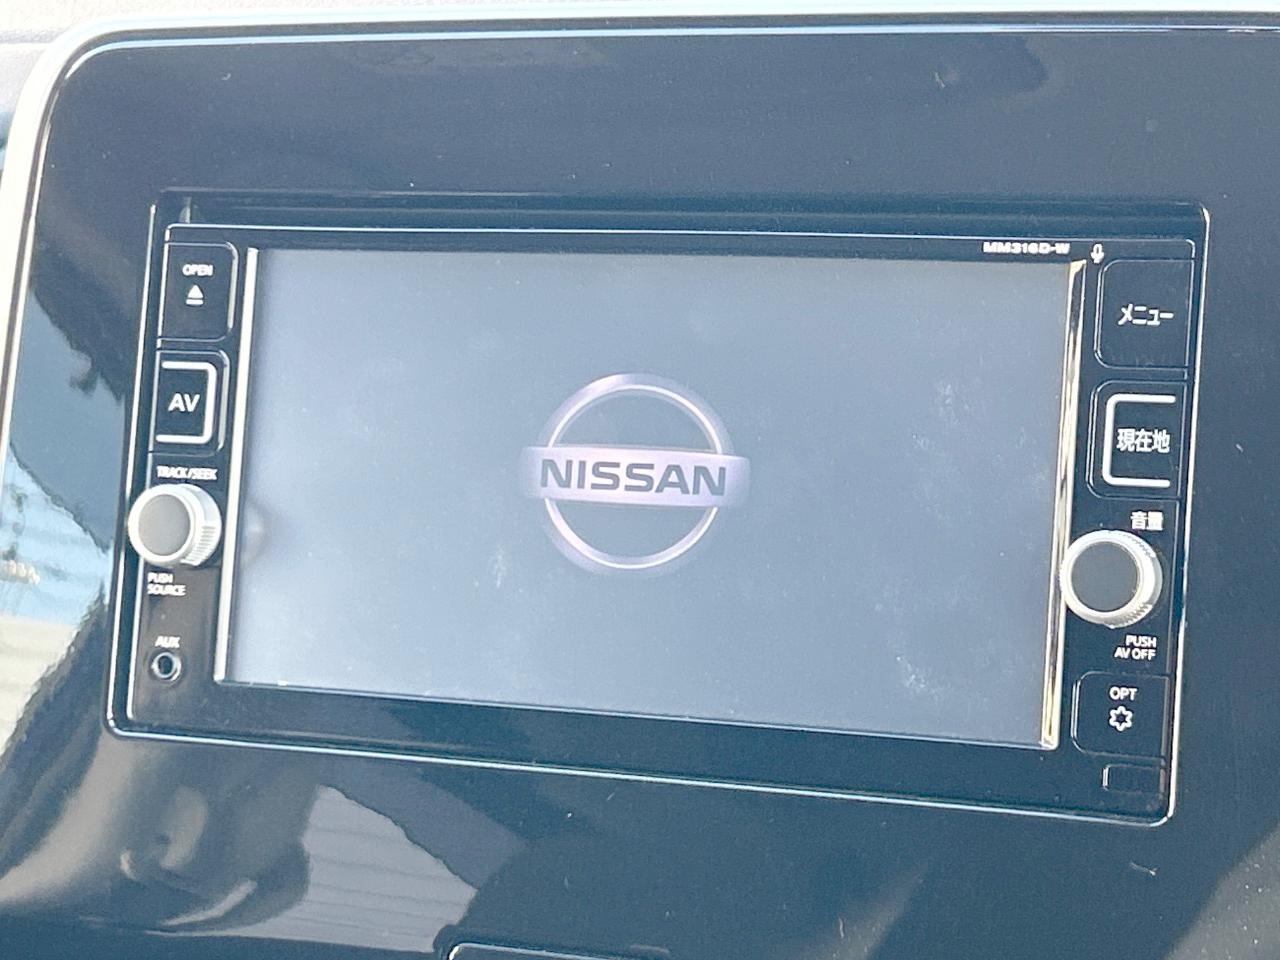 MM316D-W
OPEN
メニュー
AV
現在地
TRACK/SEEK
NISSAN
音量
PUSH
SOURCE
PUSH
AV OFF
AUX
OPT